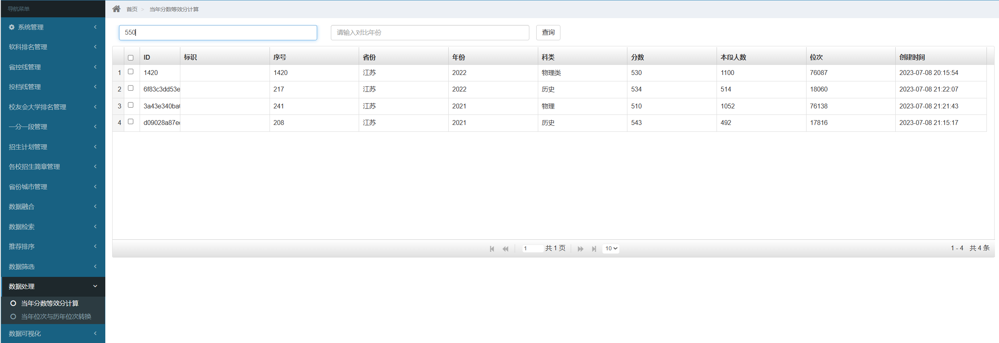 导航菜单
系统管理
软科排名管理
省控线管理
投档线管理
校友会大学排名管理
一分一段管理
招生计划管理
各校招生简章管理
省份城市管理
数据融合
数据检索
推荐排序
数据筛选
数据处理
当年分数等效分计算
当年位次与历年位次转换
数据可视化
首页 > 当年分数等效分计算
550 请输入对比年份 查询
ID 标识 序号 省份 年份 科类 分数 本段人数 位次 创建时间
1 1420 1420 江苏 2022 物理类 530 1100 76087 2023-07-08 20:15:54
2 6f83c3dd53e 217 江苏 2022 历史 534 514 18060 2023-07-08 21:22:07
3 3a43e340ba 241 江苏 2021 物理 510 1052 76138 2023-07-08 21:21:43
4 d09028a87e 208 江苏 2021 历史 543 492 17816 2023-07-08 21:15:17
1 共 1 页 10 1 - 4 共 4 条